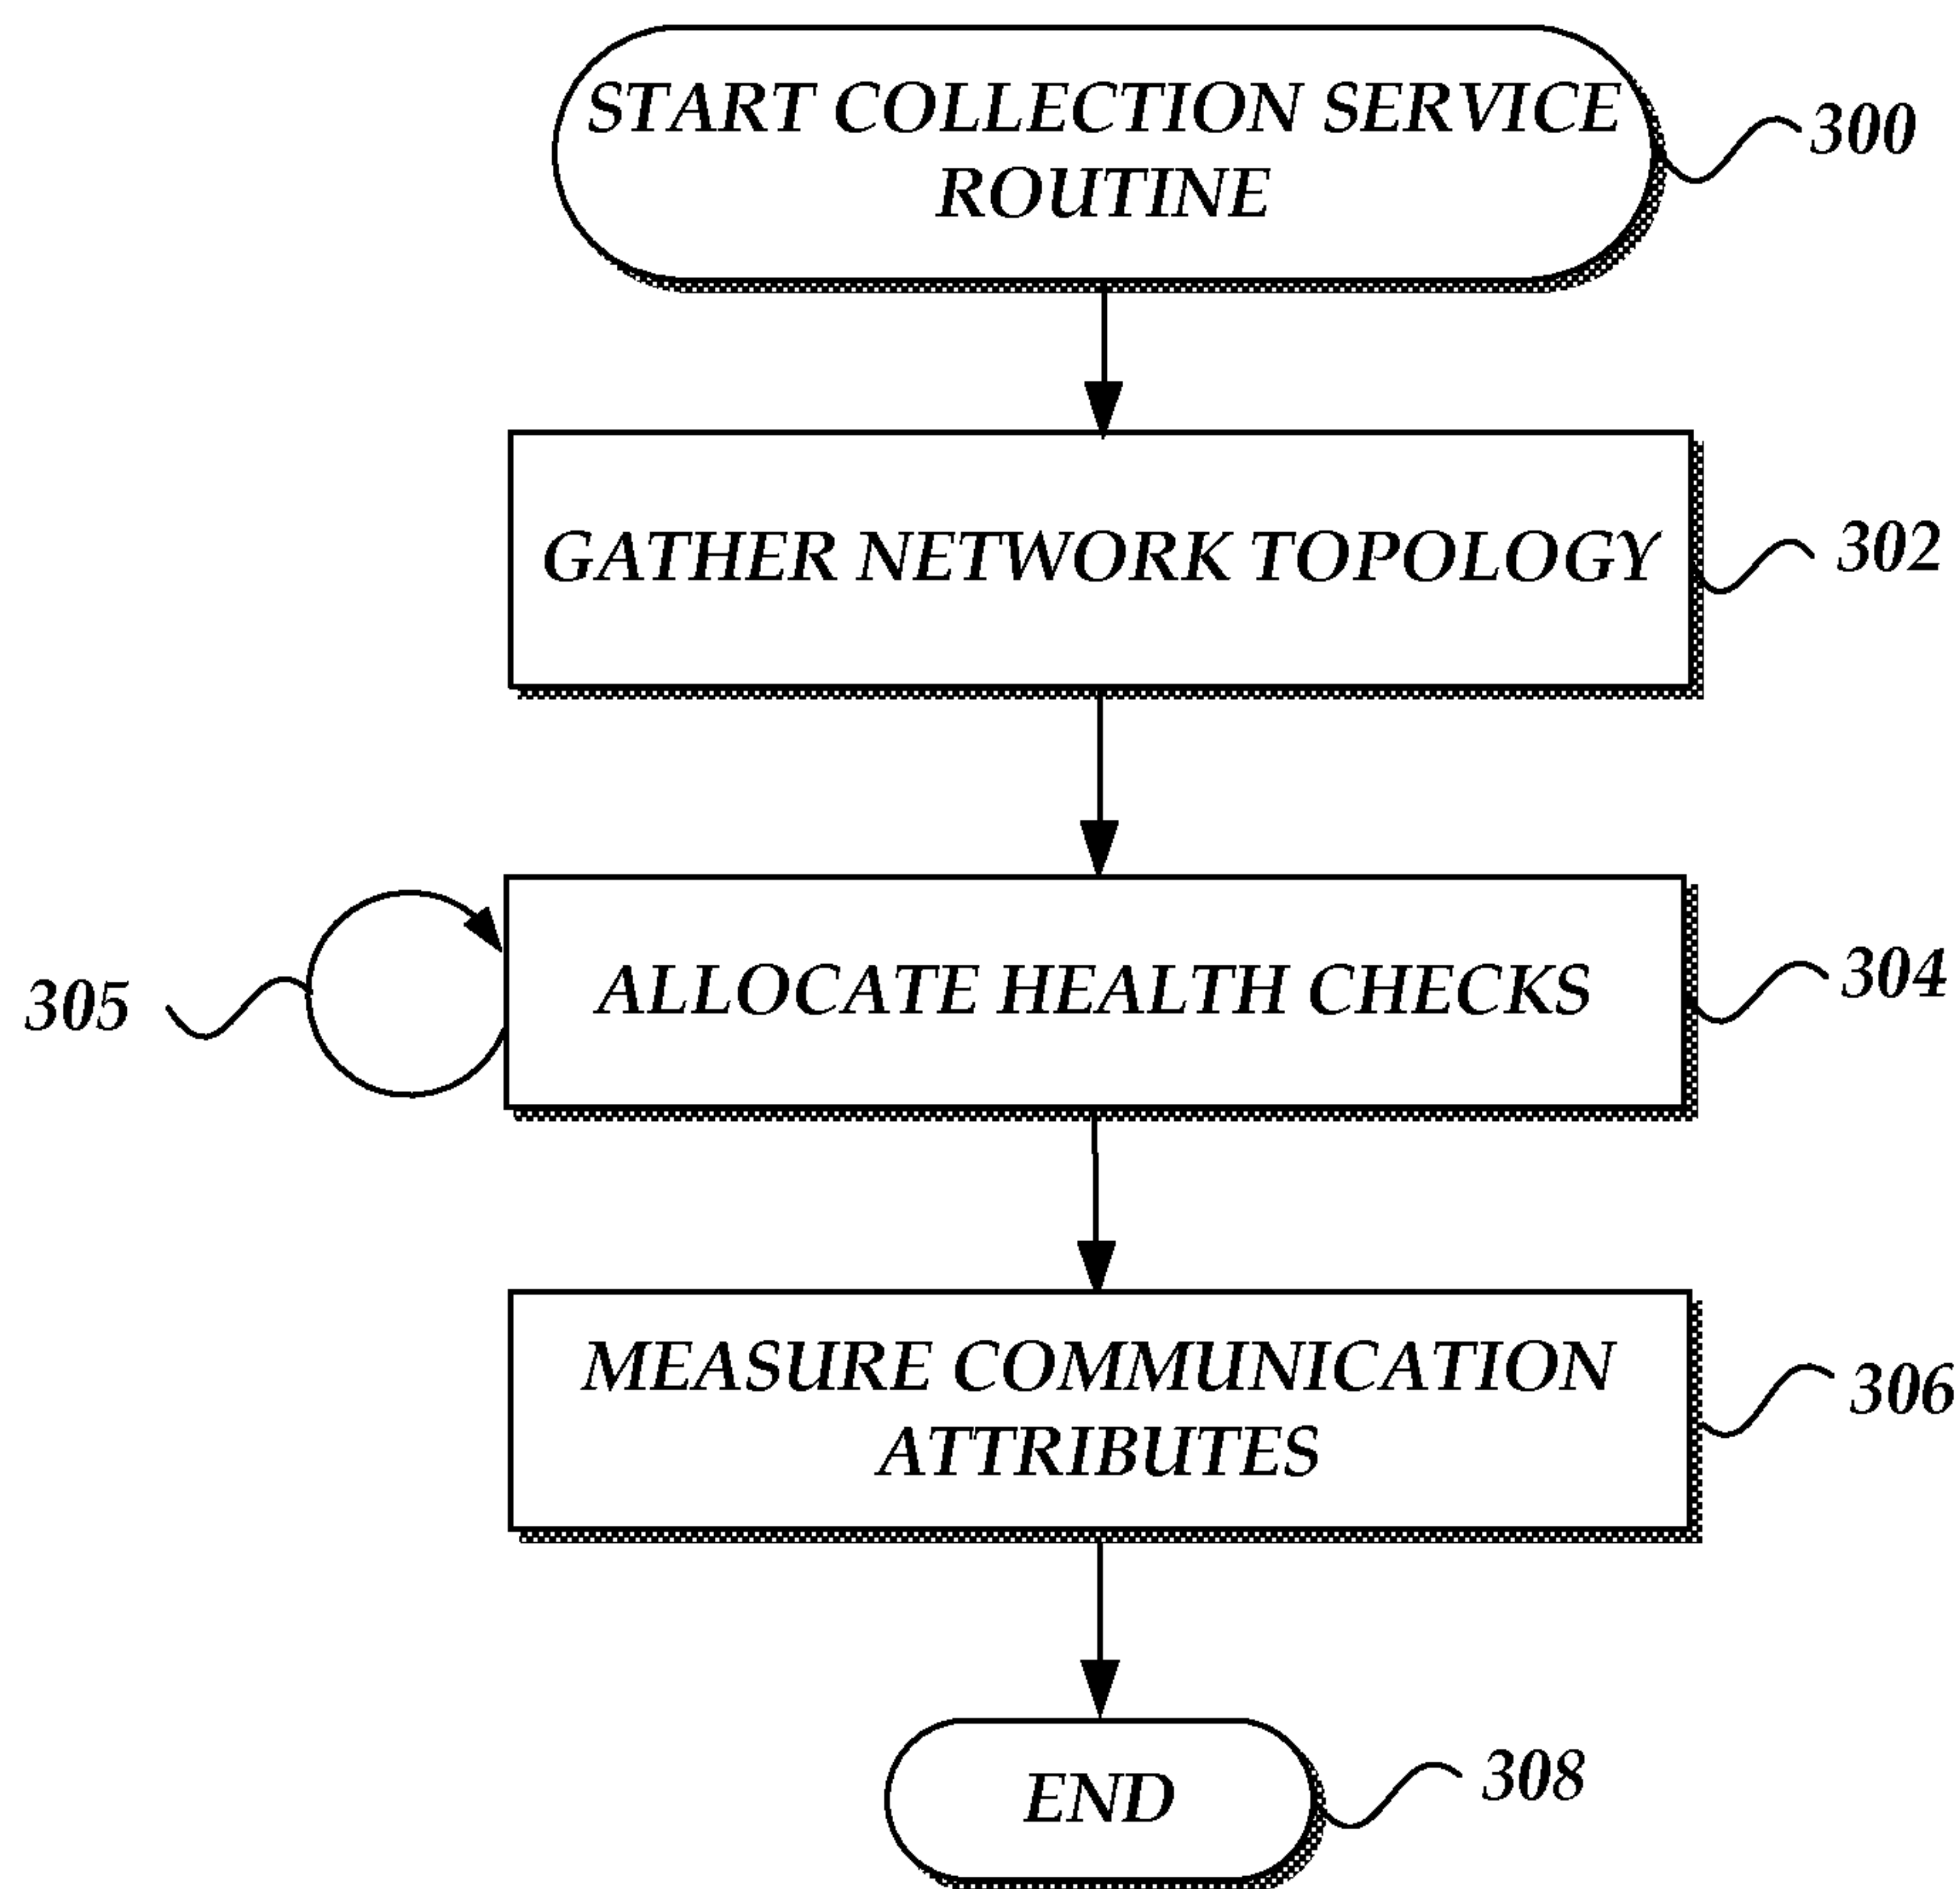 START COLLECTION SERVICE
ROUTINE
300
GATHER NETWORK TOPOLOGY
302
305
ALLOCATE HEALTH CHECKS
304
MEASURE COMMUNICATION
ATTRIBUTES
306
END
308